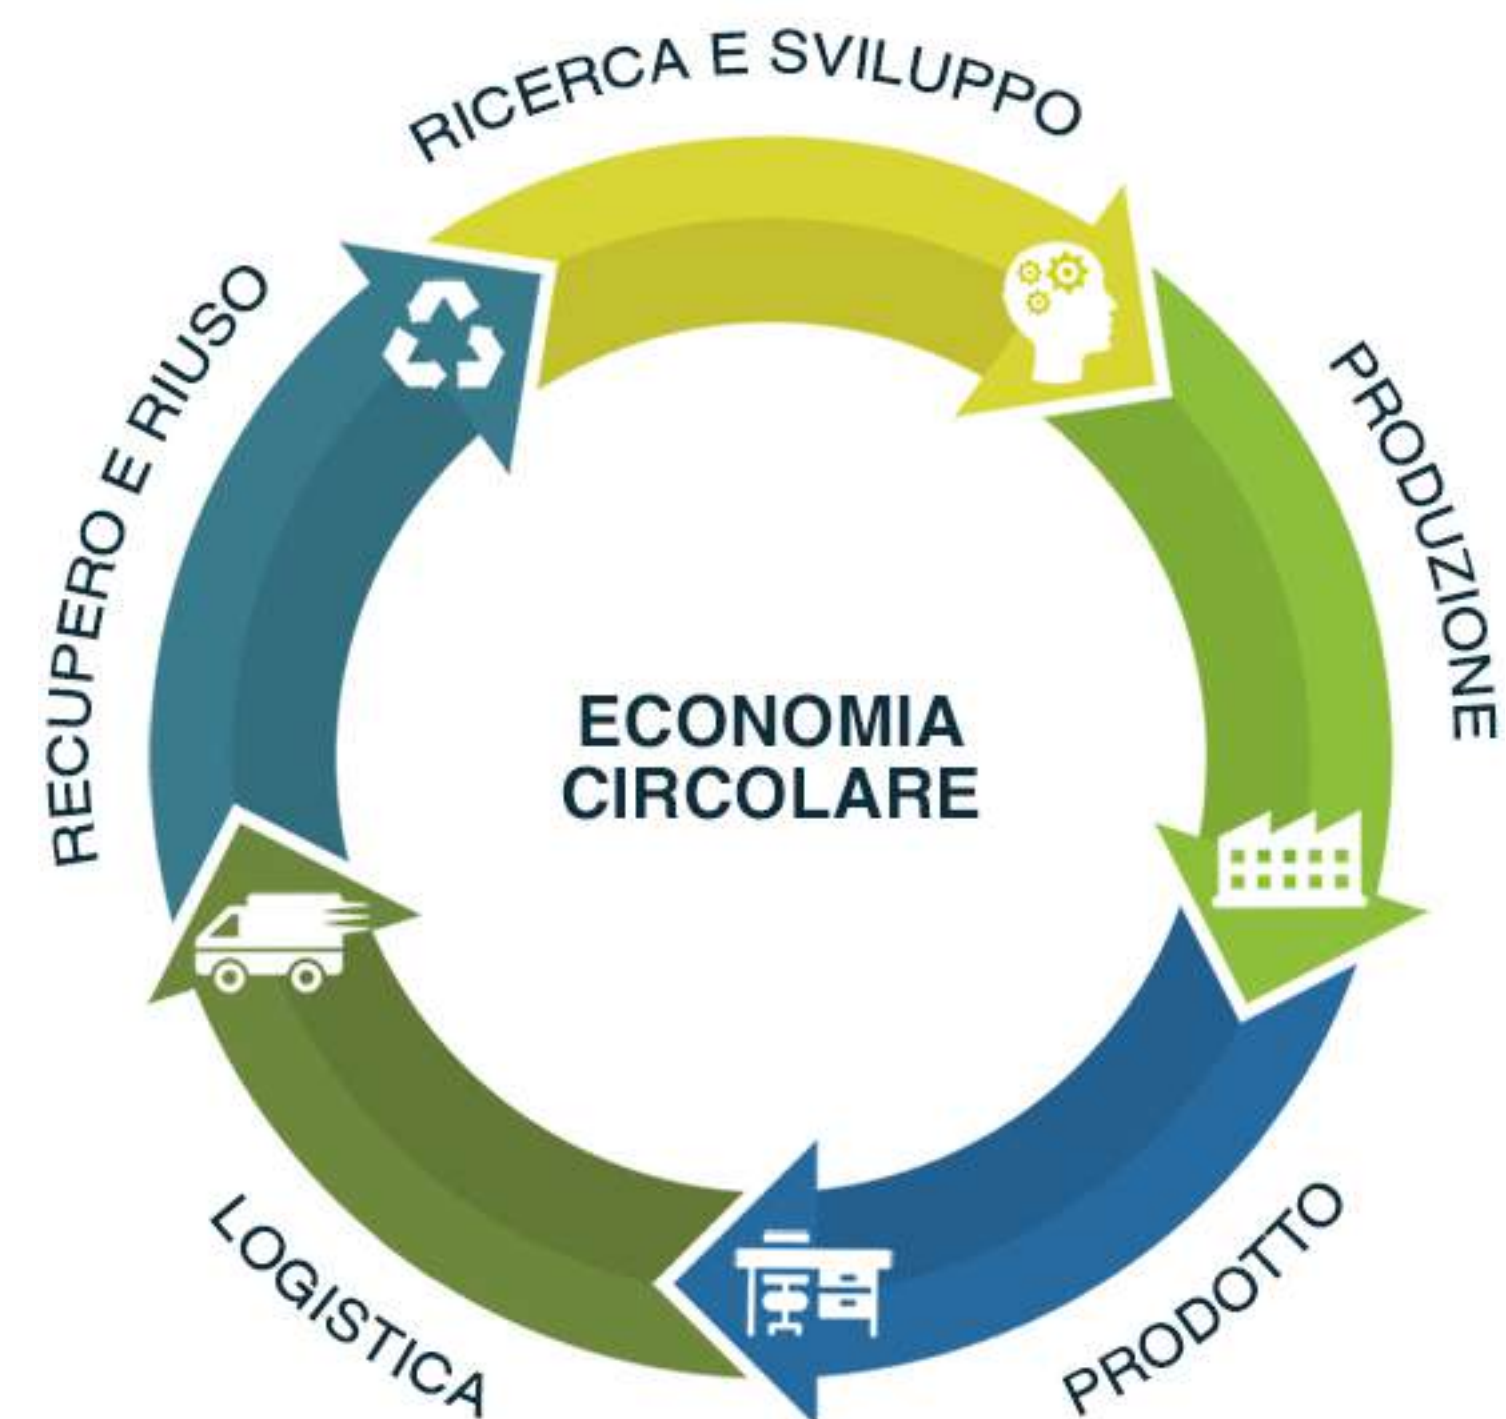 RICERCA E SVILUPPO
PRODUZIONE
PRODOTTO
LOGISTICA
RECUPERO E RIUSO
ECONOMIA
CIRCOLARE